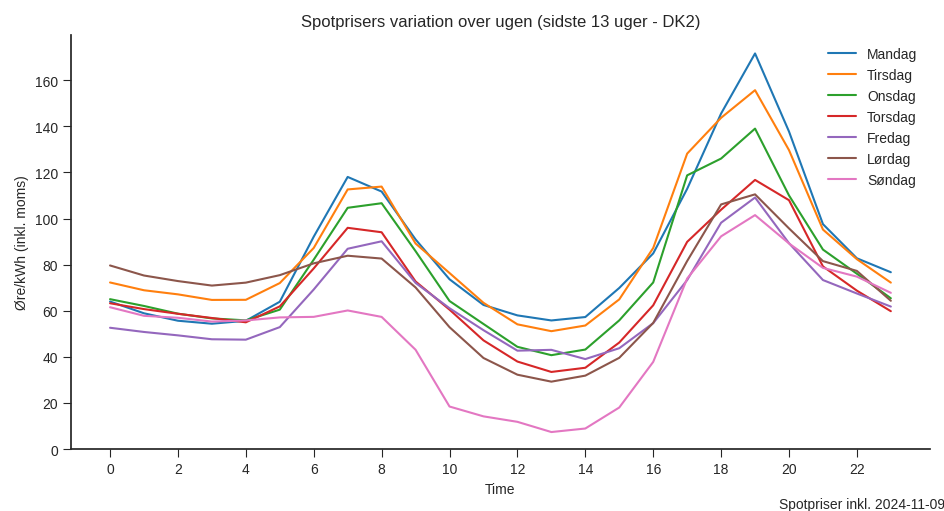 Spotprisers variation over ugen (sidste 13 uger - DK2)
Mandag
Tirsdag
Onsdag
Torsdag
Fredag
Lørdag
Søndag
Øre/kWh (inkl. moms)
160
140
120
100
80
60
40
20
0
0 2 4 6 8 10 12 14 16 18 20 22
Time
Spotpriser inkl. 2024-11-09